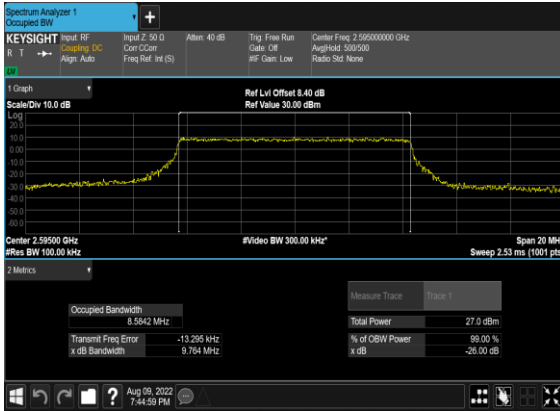 Spectrum Analyzer 1
Occupied BW
+
KEYSIGHT
R T
Input: RF
Coupling: DC
Align: Auto
Input Z: 50 Ω
Corr CCorr
Freq Ref: Int (S)
Atten: 40 dB
Trig: Free Run
Gate: Off
#IF Gain: Low
Center Freq: 2.595000000 GHz
Avg|Hold: 500/500
Radio Std: None
1 Graph
Scale/Div 10.0 dB
Ref Lvl Offset 8.40 dB
Ref Value 30.00 dBm
Log
20.0
10.0
0.00
-10.0
-20.0
-30.0
-40.0
-50.0
-60.0
Center 2.59500 GHz
#Res BW 100.00 kHz
#Video BW 300.00 kHz*
Span 20 MH
Sweep 2.53 ms (1001 pts
2 Metrics
Measure Trace
Trace 1
Occupied Bandwidth
8.5842 MHz
Total Power
27.0 dBm
Transmit Freq Error
-13.295 kHz
% of OBW Power
99.00 %
x dB Bandwidth
9.764 MHz
x dB
-26.00 dB
?
Aug 09, 2022
7:44:59 PM